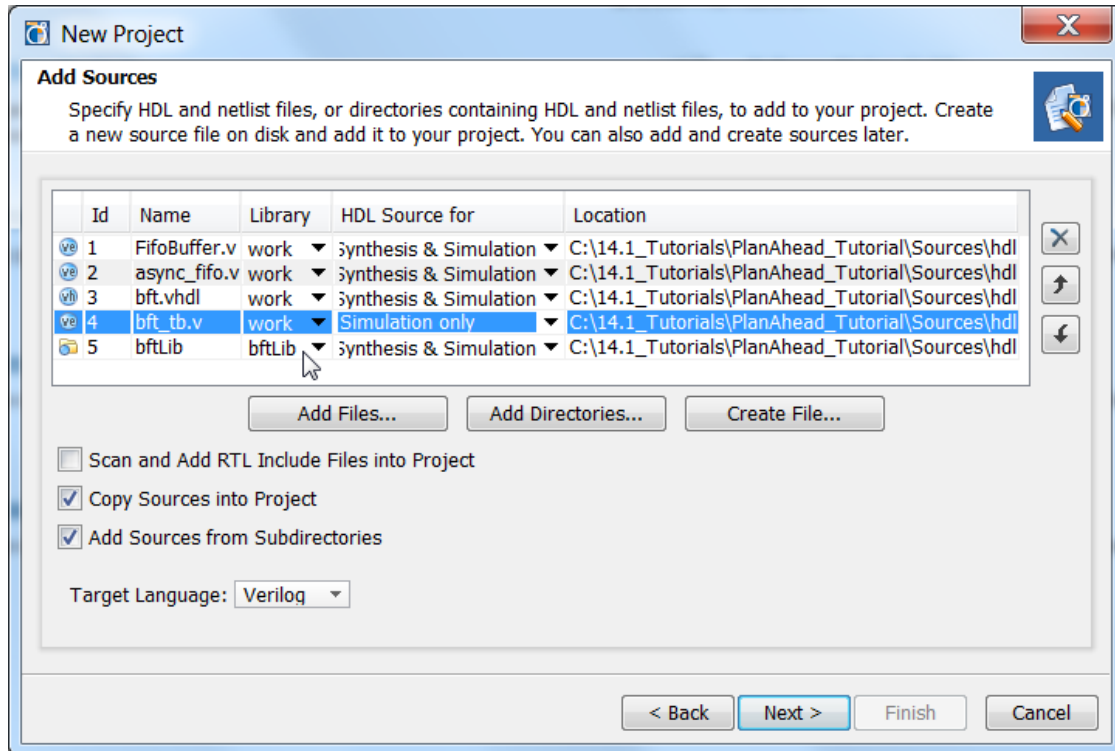 New Project
Add Sources
Specify HDL and netlist files, or directories containing HDL and netlist files, to add to your project. Create
a new source file on disk and add it to your project. You can also add and create sources later.
Id Name Library HDL Source for Location
ve 1 FifoBuffer.v work Synthesis & Simulation C:\14.1_Tutorials\PlanAhead_Tutorial\Sources\hdl
ve 2 async_fifo.v work Synthesis & Simulation C:\14.1_Tutorials\PlanAhead_Tutorial\Sources\hdl
vh 3 bft.vhdl work Synthesis & Simulation C:\14.1_Tutorials\PlanAhead_Tutorial\Sources\hdl
ve 4 bft_tb.v work Simulation only C:\14.1_Tutorials\PlanAhead_Tutorial\Sources\hdl
5 bftLib bftLib Synthesis & Simulation C:\14.1_Tutorials\PlanAhead_Tutorial\Sources\hdl
Add Files... Add Directories... Create File...
Scan and Add RTL Include Files into Project
Copy Sources into Project
Add Sources from Subdirectories
Target Language: Verilog
< Back Next > Finish Cancel